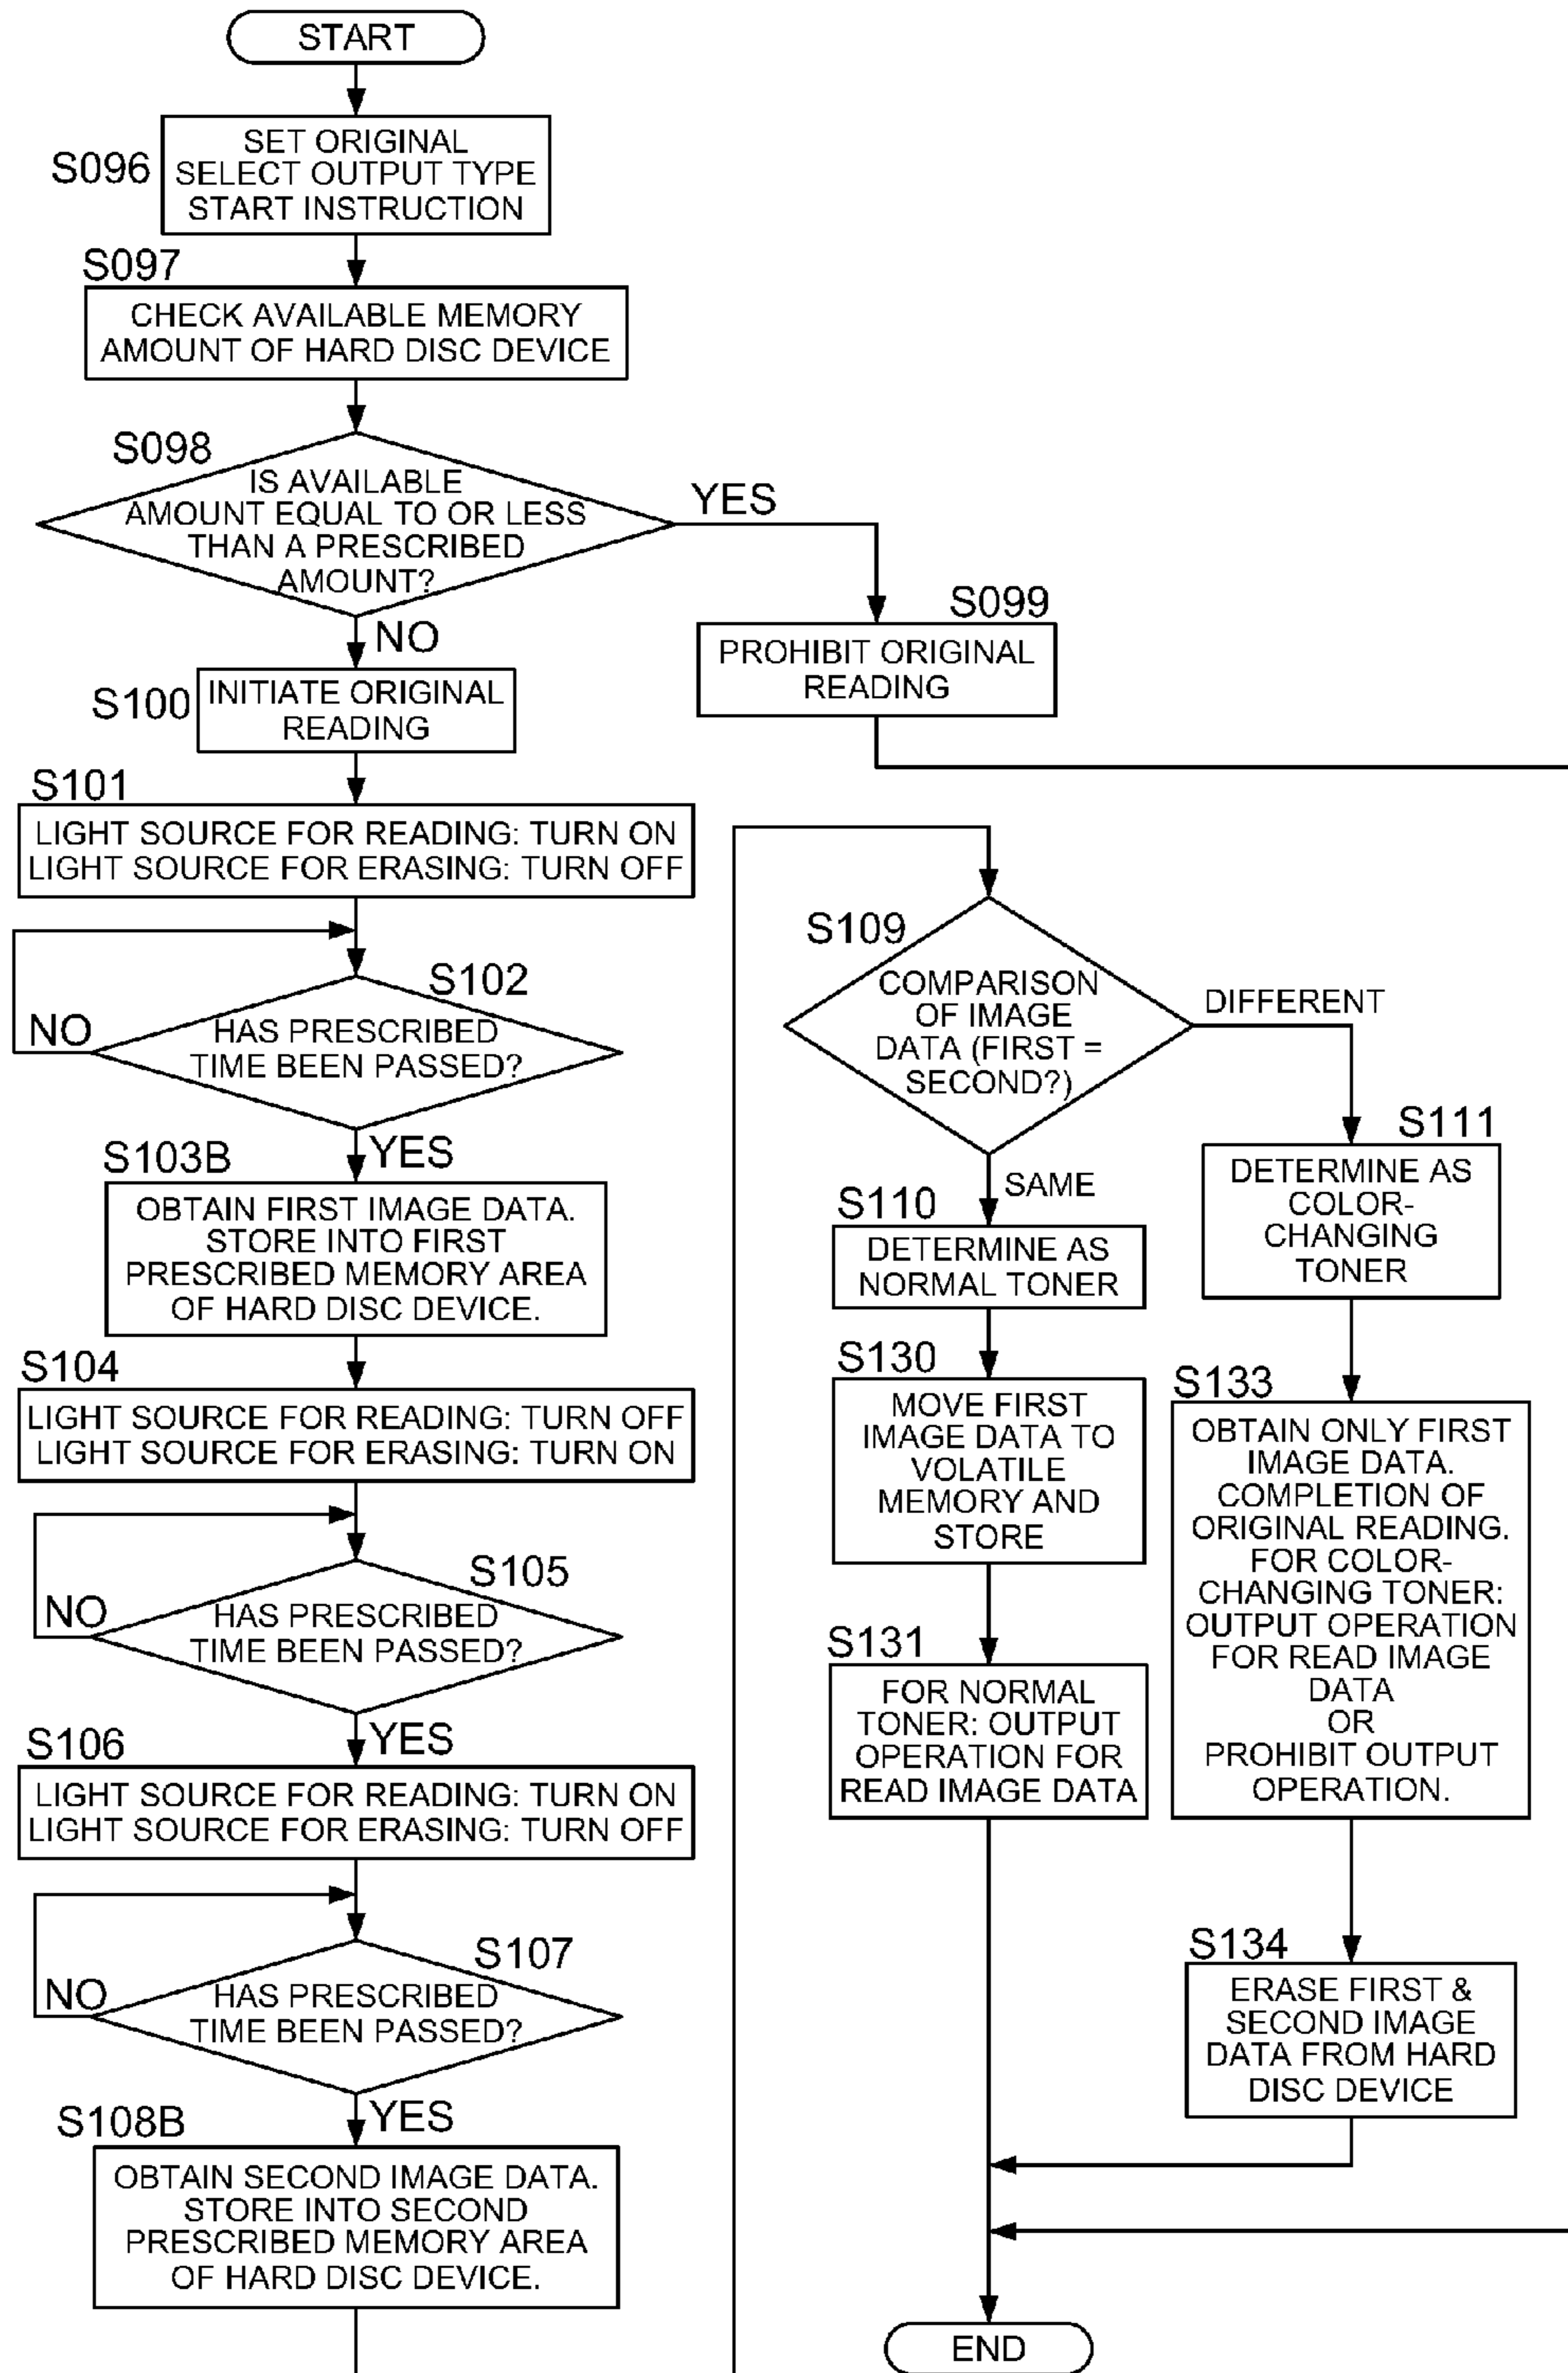 START
S096
SET ORIGINAL
SELECT OUTPUT TYPE
START INSTRUCTION
S097
CHECK AVAILABLE MEMORY
AMOUNT OF HARD DISC DEVICE
S098
IS AVAILABLE
AMOUNT EQUAL TO OR LESS
THAN A PRESCRIBED
AMOUNT?
YES
NO
S099
PROHIBIT ORIGINAL
READING
S100
INITIATE ORIGINAL
READING
S101
LIGHT SOURCE FOR READING: TURN ON
LIGHT SOURCE FOR ERASING: TURN OFF
S102
HAS PRESCRIBED
TIME BEEN PASSED?
NO
YES
S103B
OBTAIN FIRST IMAGE DATA.
STORE INTO FIRST
PRESCRIBED MEMORY AREA
OF HARD DISC DEVICE.
S104
LIGHT SOURCE FOR READING: TURN OFF
LIGHT SOURCE FOR ERASING: TURN ON
S105
HAS PRESCRIBED
TIME BEEN PASSED?
NO
YES
S106
LIGHT SOURCE FOR READING: TURN ON
LIGHT SOURCE FOR ERASING: TURN OFF
S107
HAS PRESCRIBED
TIME BEEN PASSED?
NO
YES
S108B
OBTAIN SECOND IMAGE DATA.
STORE INTO SECOND
PRESCRIBED MEMORY AREA
OF HARD DISC DEVICE.
S109
COMPARISON
OF IMAGE
DATA (FIRST =
SECOND?)
DIFFERENT
SAME
S110
DETERMINE AS
NORMAL TONER
S130
MOVE FIRST
IMAGE DATA TO
VOLATILE
MEMORY AND
STORE
S131
FOR NORMAL
TONER: OUTPUT
OPERATION FOR
READ IMAGE DATA
S111
DETERMINE AS
COLOR-
CHANGING
TONER
S133
OBTAIN ONLY FIRST
IMAGE DATA.
COMPLETION OF
ORIGINAL READING.
FOR COLOR-
CHANGING TONER:
OUTPUT OPERATION
FOR READ IMAGE
DATA
OR
PROHIBIT OUTPUT
OPERATION.
S134
ERASE FIRST &
SECOND IMAGE
DATA FROM HARD
DISC DEVICE
END